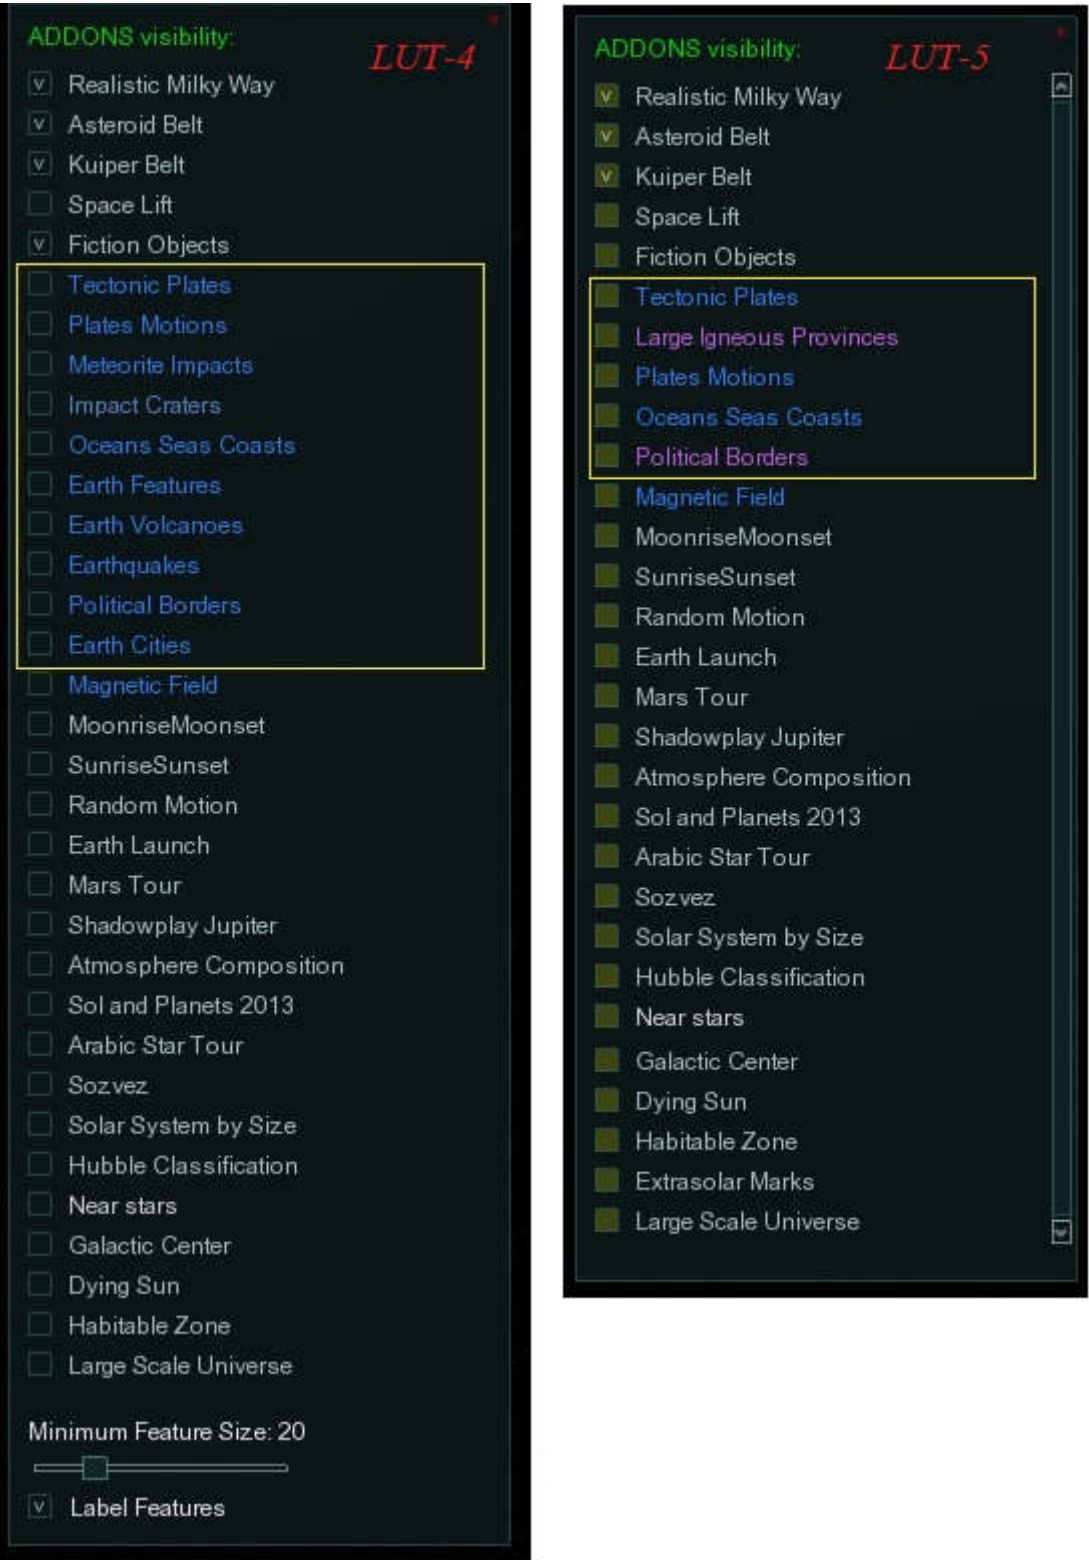 ADDONS visibility:
LUT-4
v Realistic Milky Way
v Asteroid Belt
v Kuiper Belt
Space Lift
v Fiction Objects
Tectonic Plates
Plates Motions
Meteorite Impacts
Impact Craters
Oceans Seas Coasts
Earth Features
Earth Volcanoes
Earthquakes
Political Borders
Earth Cities
Magnetic Field
MoonriseMoonset
SunriseSunset
Random Motion
Earth Launch
Mars Tour
Shadowplay Jupiter
Atmosphere Composition
Sol and Planets 2013
Arabic Star Tour
Sozvez
Solar System by Size
Hubble Classification
Near stars
Galactic Center
Dying Sun
Habitable Zone
Large Scale Universe
Minimum Feature Size: 20
v Label Features
ADDONS visibility:
LUT-5
v Realistic Milky Way
v Asteroid Belt
v Kuiper Belt
Space Lift
Fiction Objects
Tectonic Plates
Large Igneous Provinces
Plates Motions
Oceans Seas Coasts
Political Borders
Magnetic Field
MoonriseMoonset
SunriseSunset
Random Motion
Earth Launch
Mars Tour
Shadowplay Jupiter
Atmosphere Composition
Sol and Planets 2013
Arabic Star Tour
Sozvez
Solar System by Size
Hubble Classification
Near stars
Galactic Center
Dying Sun
Habitable Zone
Extrasolar Marks
Large Scale Universe